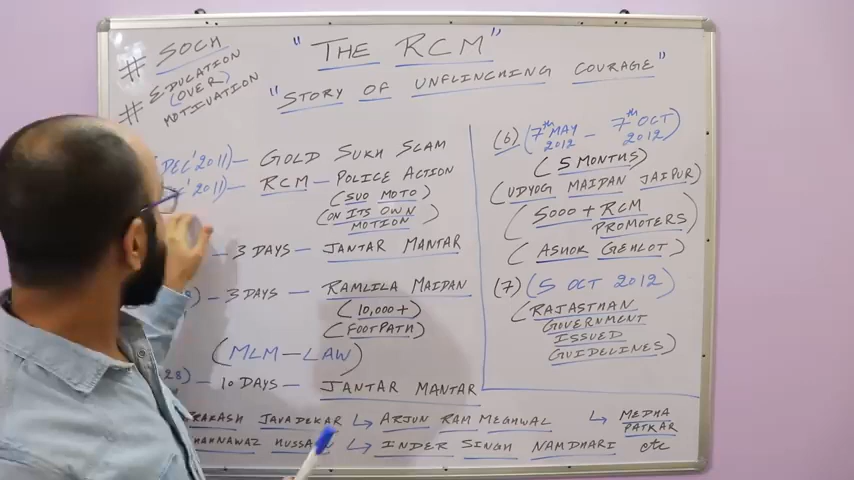 # SOCH
# EDUCATION
(OVER)
MOTIVATION
"THE RCM"
"STORY OF UNFLINCHING COURAGE"
DEC'2011) — GOLD SUKH SCAM
'2011) — RCM — POLICE ACTION
(SUO MOTO)
(ON ITS OWN
MOTION)
— 3 DAYS — JANTAR MANTAR
) — 3 DAYS — RAMLILA MAIDAN
(10,000+)
(FOOTPATH)
(MLM — LAW)
28) — 10 DAYS — JANTAR MANTAR
RAKASH JAVADEKAR ↳ ARJUN RAM MEGHWAL ↳ MEDHA
PATKAR
HAHNAWAZ HUSSA ↳ INDER SINGH NAMDHARI etc
(6) (7th MAY 2012 — 7th OCT 2012)
(5 MONTHS)
(UDYOG MAIDAN JAIPUR)
(5000+ RCM
PROMOTERS)
(ASHOK GEHLOT)
(7) (5 OCT 2012)
(RAJASTHAN
GOVERNMENT
ISSUED
GUIDELINES)